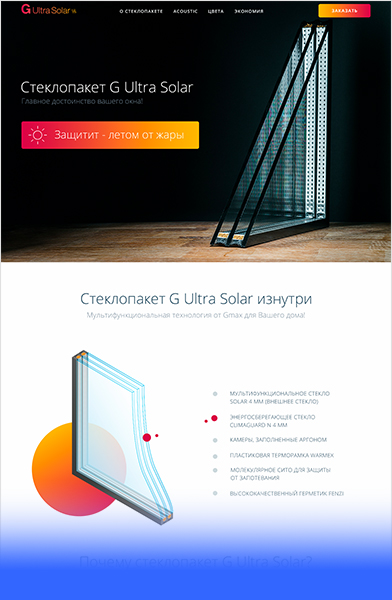 G Ultra Solar
О СТЕКЛОПАКЕТЕ ACOUSTIC ЦВЕТА ЭКОНОМИЯ ЗАКАЗАТЬ
Стеклопакет G Ultra Solar
Главное достоинство вашего окна!
Защитит - летом от жары
Стеклопакет G Ultra Solar изнутри
Мультифункциональная технология от Gmax для Вашего дома!
МУЛЬТИФУНКЦИОНАЛЬНОЕ СТЕКЛО
SOLAR 4 ММ (ВНЕШНЕЕ СТЕКЛО)
ЭНЕРГОСБЕРЕГАЮЩЕЕ СТЕКЛО
CLIMAGUARD N 4 ММ
КАМЕРЫ, ЗАПОЛНЕННЫЕ АРГОНОМ
ПЛАСТИКОВАЯ ТЕРМОРАМКА WARMEX
МОЛЕКУЛЯРНОЕ СИТО ДЛЯ ЗАЩИТЫ
ОТ ЗАПОТЕВАНИЯ
ВЫСОКОКАЧЕСТВЕННЫЙ ГЕРМЕТИК FENZI
Почему стеклопакет G Ultra Solar?